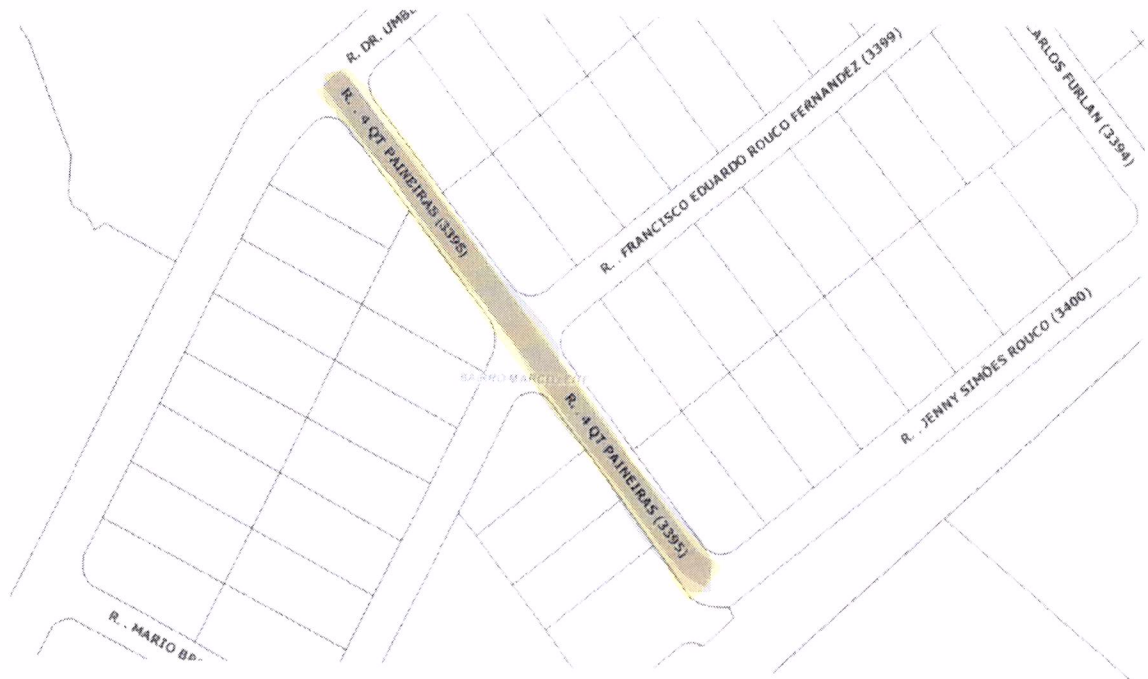 R. DR. UMBE
R. . 4 QT PAINEIRAS (3395)
R. . FRANCISCO EDUARDO ROUCO FERNANDEZ (3399)
ARLOS FURLAN (3394)
R. . JENNY SIMÕES ROUCO (3400)
R. . 4 QT PAINEIRAS (3395)
R. . MARIO BR